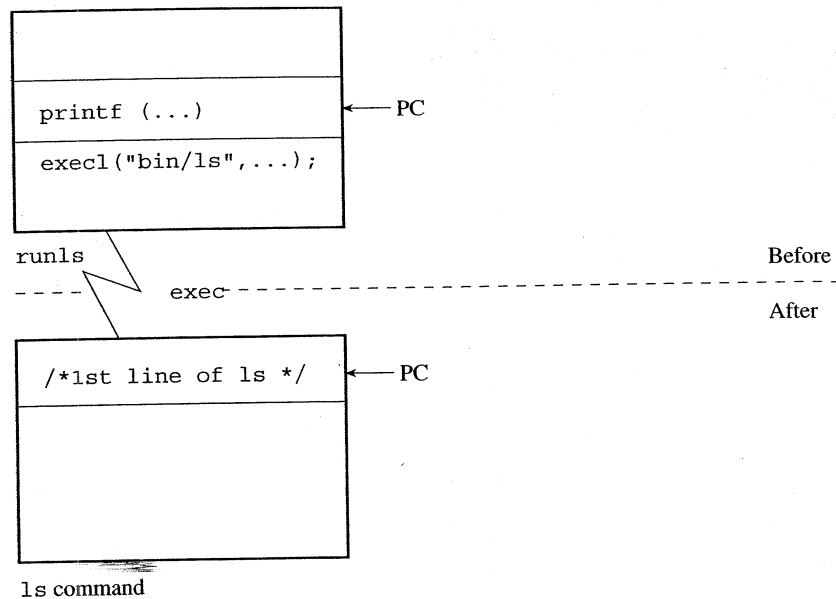 printf (...)
PC
execl("bin/ls",...);
runls
Before
exec
After
/*1st line of ls */
PC
ls command